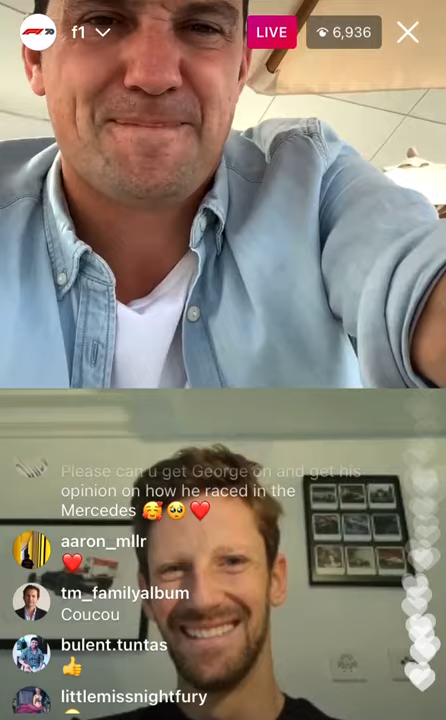 f1
LIVE
6,936
Please can u get George on and get his
opinion on how he raced in the
Mercedes 🥰🥺❤️
aaron_mllr
❤️
tm_familyalbum
Coucou
bulent.tuntas
👍
littlemissnightfury